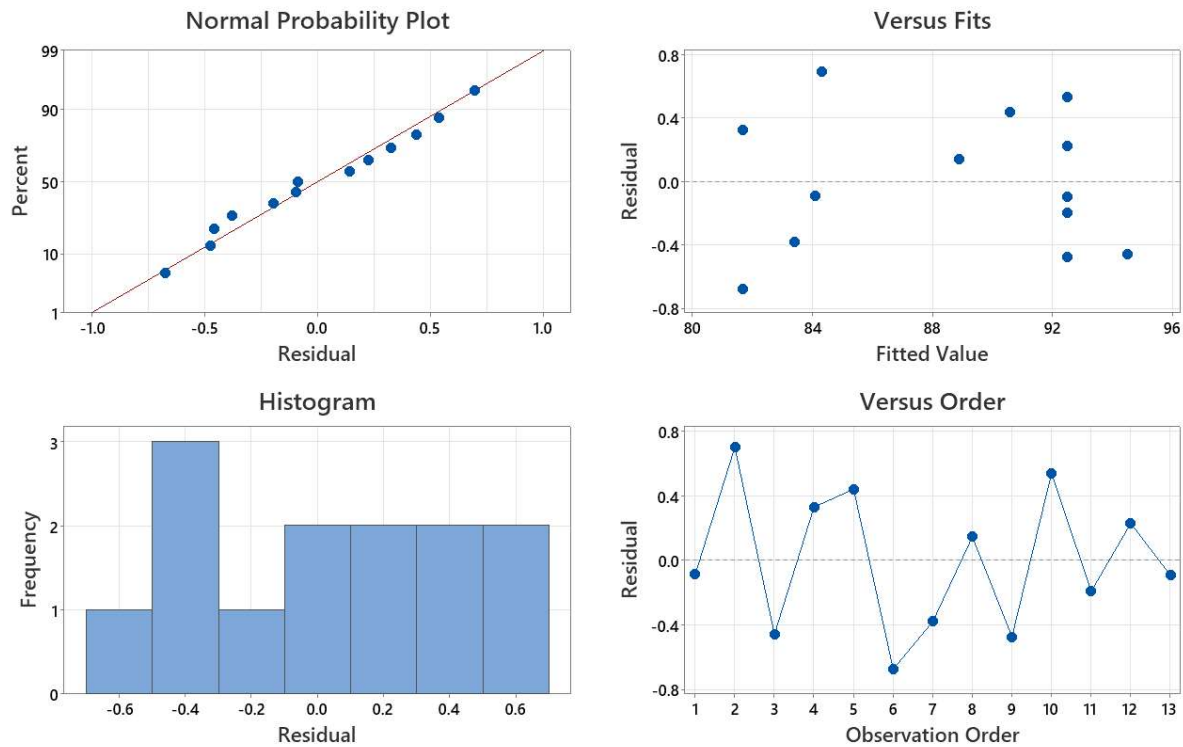 Normal Probability Plot
99
90
50
10
1
Percent
-1.0 -0.5 0.0 0.5 1.0
Residual
Versus Fits
0.8
0.4
0.0
-0.4
-0.8
Residual
80 84 88 92 96
Fitted Value
Histogram
3
2
1
0
Frequency
-0.6 -0.4 -0.2 0.0 0.2 0.4 0.6
Residual
Versus Order
0.8
0.4
0.0
-0.4
-0.8
Residual
1 2 3 4 5 6 7 8 9 10 11 12 13
Observation Order